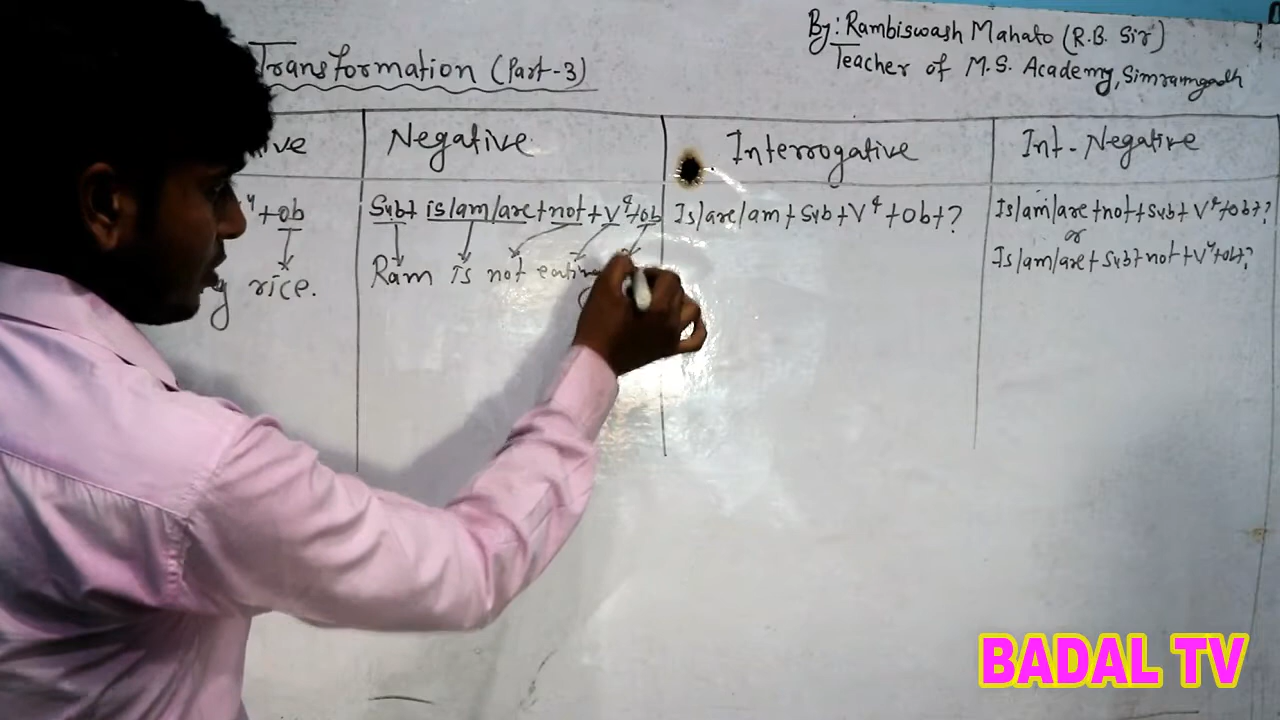 Transformation (Part-3)
By: Rambiswash Mahato (R.B. Sir)
Teacher of M.S. Academy, Simraungadh
Negative
Interrogative
Int-Negative
+ob
rice.
Subt is/am/are+not+V⁴+ob
Ram is not
Is/are/am+Sub+V⁴+Ob+?
Is/am/are+not+Sub+V⁴+ob+?
or
Is/am/are+Sub+not+V⁴+ob+?
BADAL TV